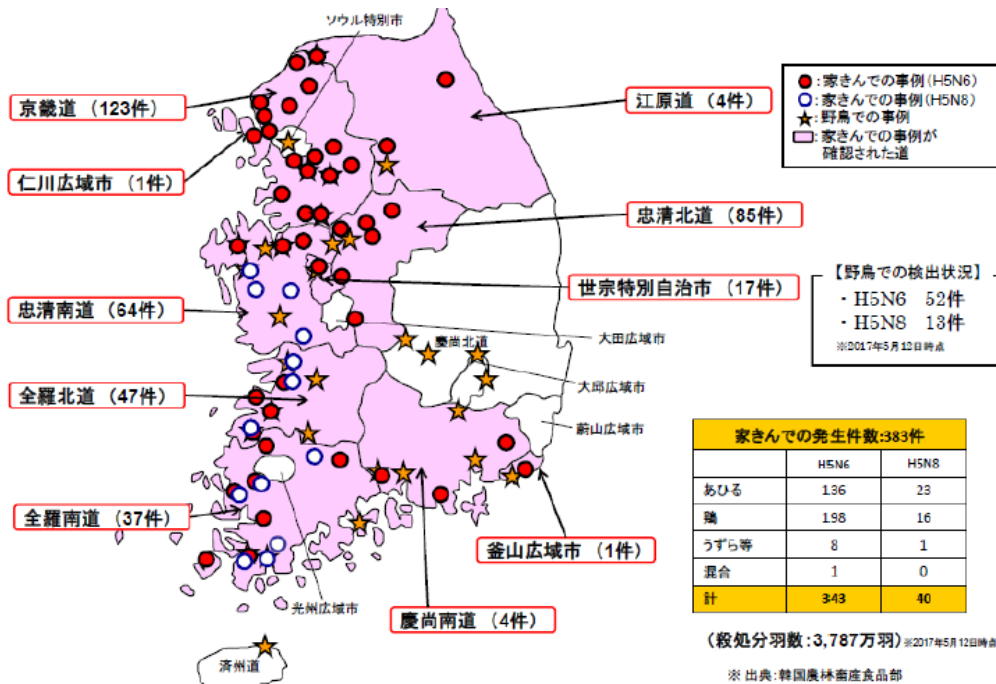 ソウル特別市
京畿道（123件）
江原道（4件）
●：家きんでの事例（H5N6）
○：家きんでの事例（H5N8）
★：野鳥での事例
：家きんでの事例が
確認された道
仁川広域市（1件）
忠清北道（85件）
世宗特別自治市（17件）
【野鳥での検出状況】
・H5N6　52件
・H5N8　13件
※2017年5月12日時点
忠清南道（64件）
大田広域市
慶尚北道
大邱広域市
全羅北道（47件）
蔚山広域市
家きんでの発生件数:383件
H5N6 H5N8
あひる 136 23
鶏 198 16
うずら等 8 1
混合 1 0
計 343 40
全羅南道（37件）
釜山広域市（1件）
光州広域市
慶尚南道（4件）
（殺処分羽数：3,787万羽）※2017年5月12日時点
済州道
※ 出典：韓国農林畜産食品部